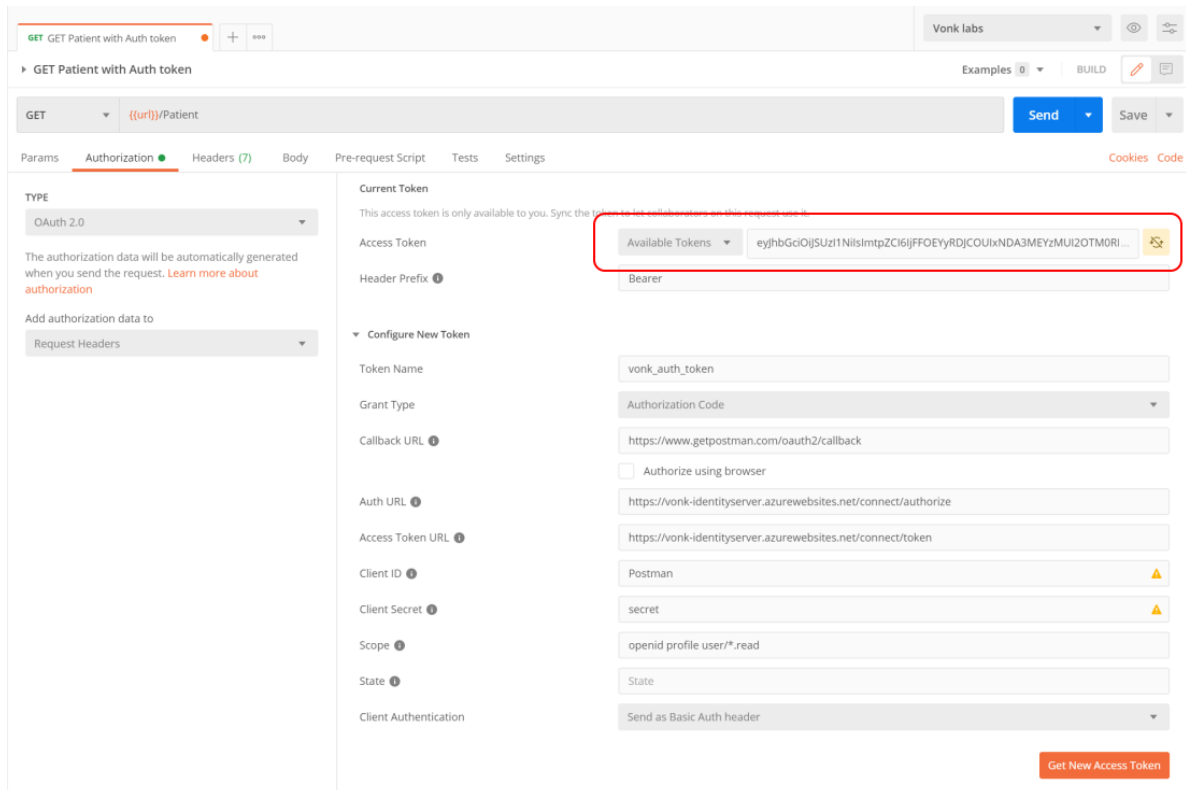 GET GET Patient with Auth token
Vonk labs
GET Patient with Auth token
Examples 0
BUILD
GET
{{url}}/Patient
Send
Save
Params
Authorization
Headers (7)
Body
Pre-request Script
Tests
Settings
Cookies
Code
TYPE
OAuth 2.0
The authorization data will be automatically generated
when you send the request. Learn more about
authorization
Add authorization data to
Request Headers
Current Token
This access token is only available to you. Sync the token to let collaborators on this request use it.
Access Token
Available Tokens
Header Prefix
Bearer
Configure New Token
Token Name
vonk_auth_token
Grant Type
Authorization Code
Callback URL
https://www.getpostman.com/oauth2/callback
Authorize using browser
Auth URL
https://vonk-identityserver.azurewebsites.net/connect/authorize
Access Token URL
https://vonk-identityserver.azurewebsites.net/connect/token
Client ID
Postman
Client Secret
secret
Scope
openid profile user/*.read
State
State
Client Authentication
Send as Basic Auth header
Get New Access Token